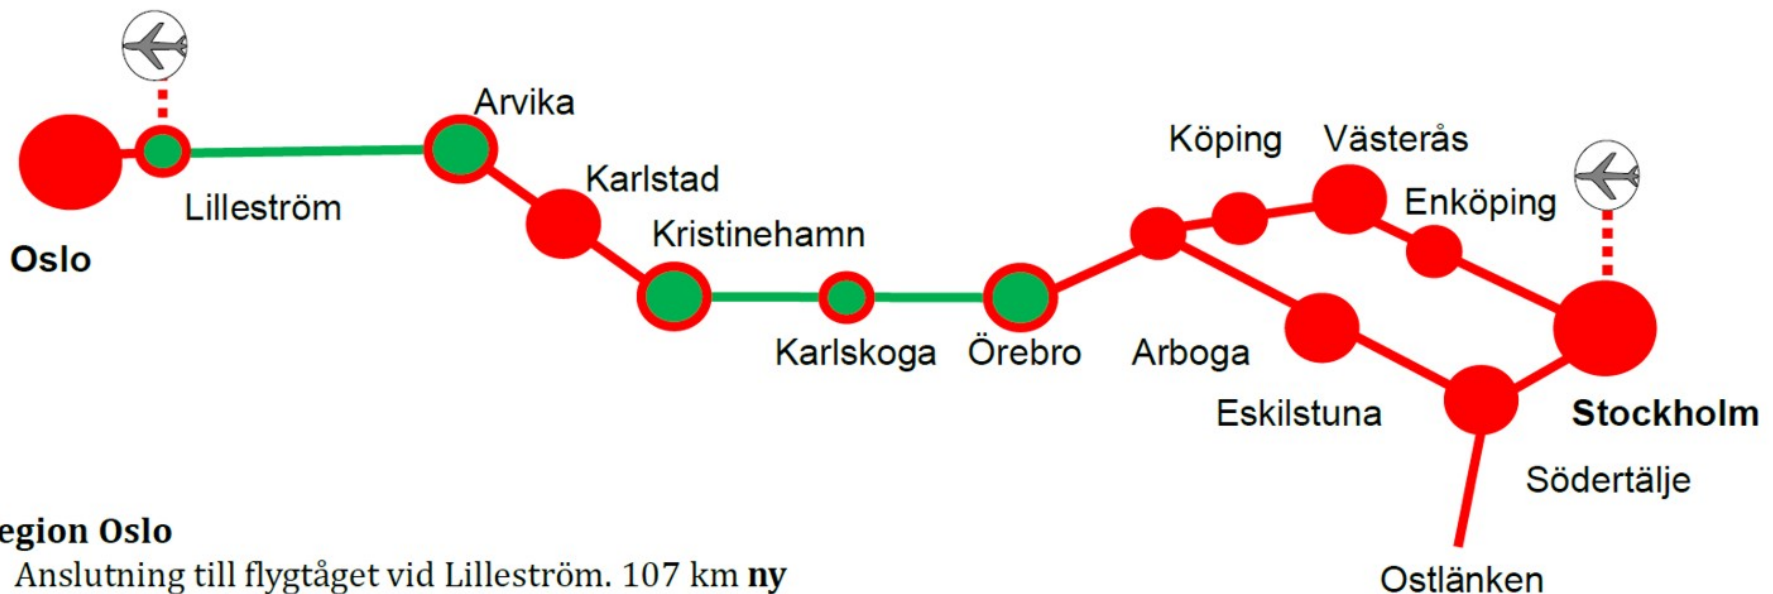 Arvika
Köping
Västerås
Karlstad
Enköping
Lilleström
Kristinehamn
Oslo
Karlskoga
Örebro
Arboga
Eskilstuna
Stockholm
Södertälje
egion Oslo
Anslutning till flygtåget vid Lilleström. 107 km ny
Ostlänken